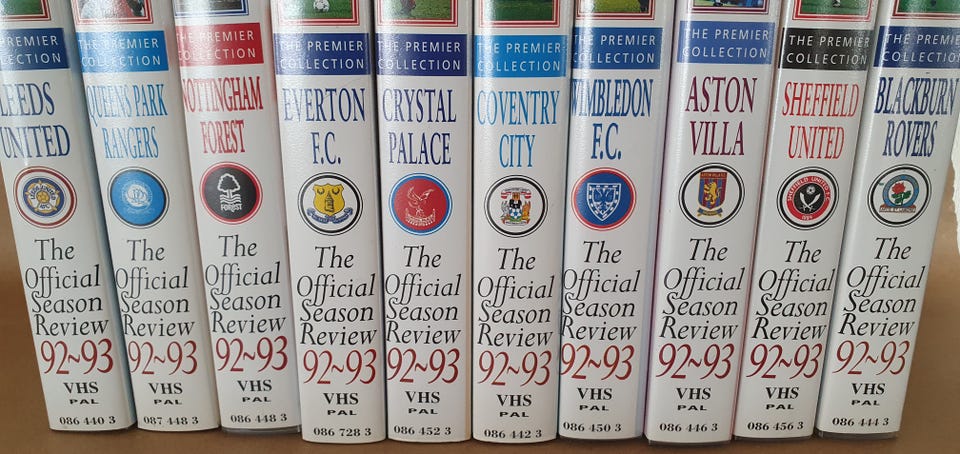 THE PREMIER
COLLECTION
LEEDS
UNITED
The
Official
Season
Review
92~93
VHS
PAL
086 440 3
THE PREMIER
COLLECTION
QUEENS PARK
RANGERS
The
Official
Season
Review
92~93
VHS
PAL
087 448 3
THE PREMIER
COLLECTION
NOTTINGHAM
FOREST
FOREST
The
Official
Season
Review
92~93
VHS
PAL
086 448 3
THE PREMIER
COLLECTION
EVERTON
F.C.
The
Official
Season
Review
92~93
VHS
PAL
086 728 3
THE PREMIER
COLLECTION
CRYSTAL
PALACE
The
Official
Season
Review
92~93
VHS
PAL
086 452 3
THE PREMIER
COLLECTION
COVENTRY
CITY
The
Official
Season
Review
92~93
VHS
PAL
086 442 3
THE PREMIER
COLLECTION
WIMBLEDON
F.C.
The
Official
Season
Review
92~93
VHS
PAL
086 450 3
THE PREMIER
COLLECTION
ASTON
VILLA
The
Official
Season
Review
92~93
VHS
PAL
086 446 3
THE PREMIER
COLLECTION
SHEFFIELD
UNITED
SHEFFIELD UNITED
The
Official
Season
Review
92~93
VHS
PAL
086 456 3
THE PREMIER
COLLECTION
BLACKBURN
ROVERS
The
Official
Season
Review
92~93
VHS
PAL
086 444 3